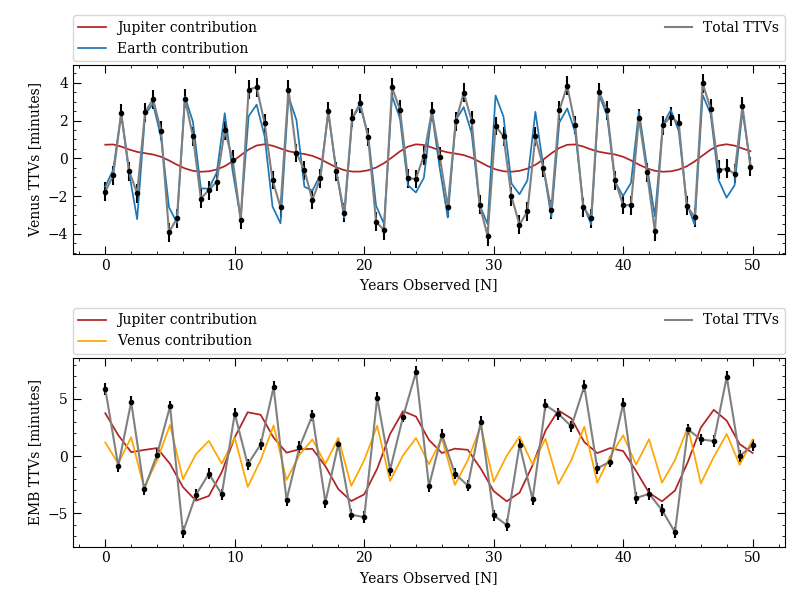 Jupiter contribution
Earth contribution
Total TTVs
Venus TTVs [minutes]
4
2
0
−2
−4
0 10 20 30 40 50
Years Observed [N]
Jupiter contribution
Venus contribution
Total TTVs
EMB TTVs [minutes]
5
0
−5
0 10 20 30 40 50
Years Observed [N]